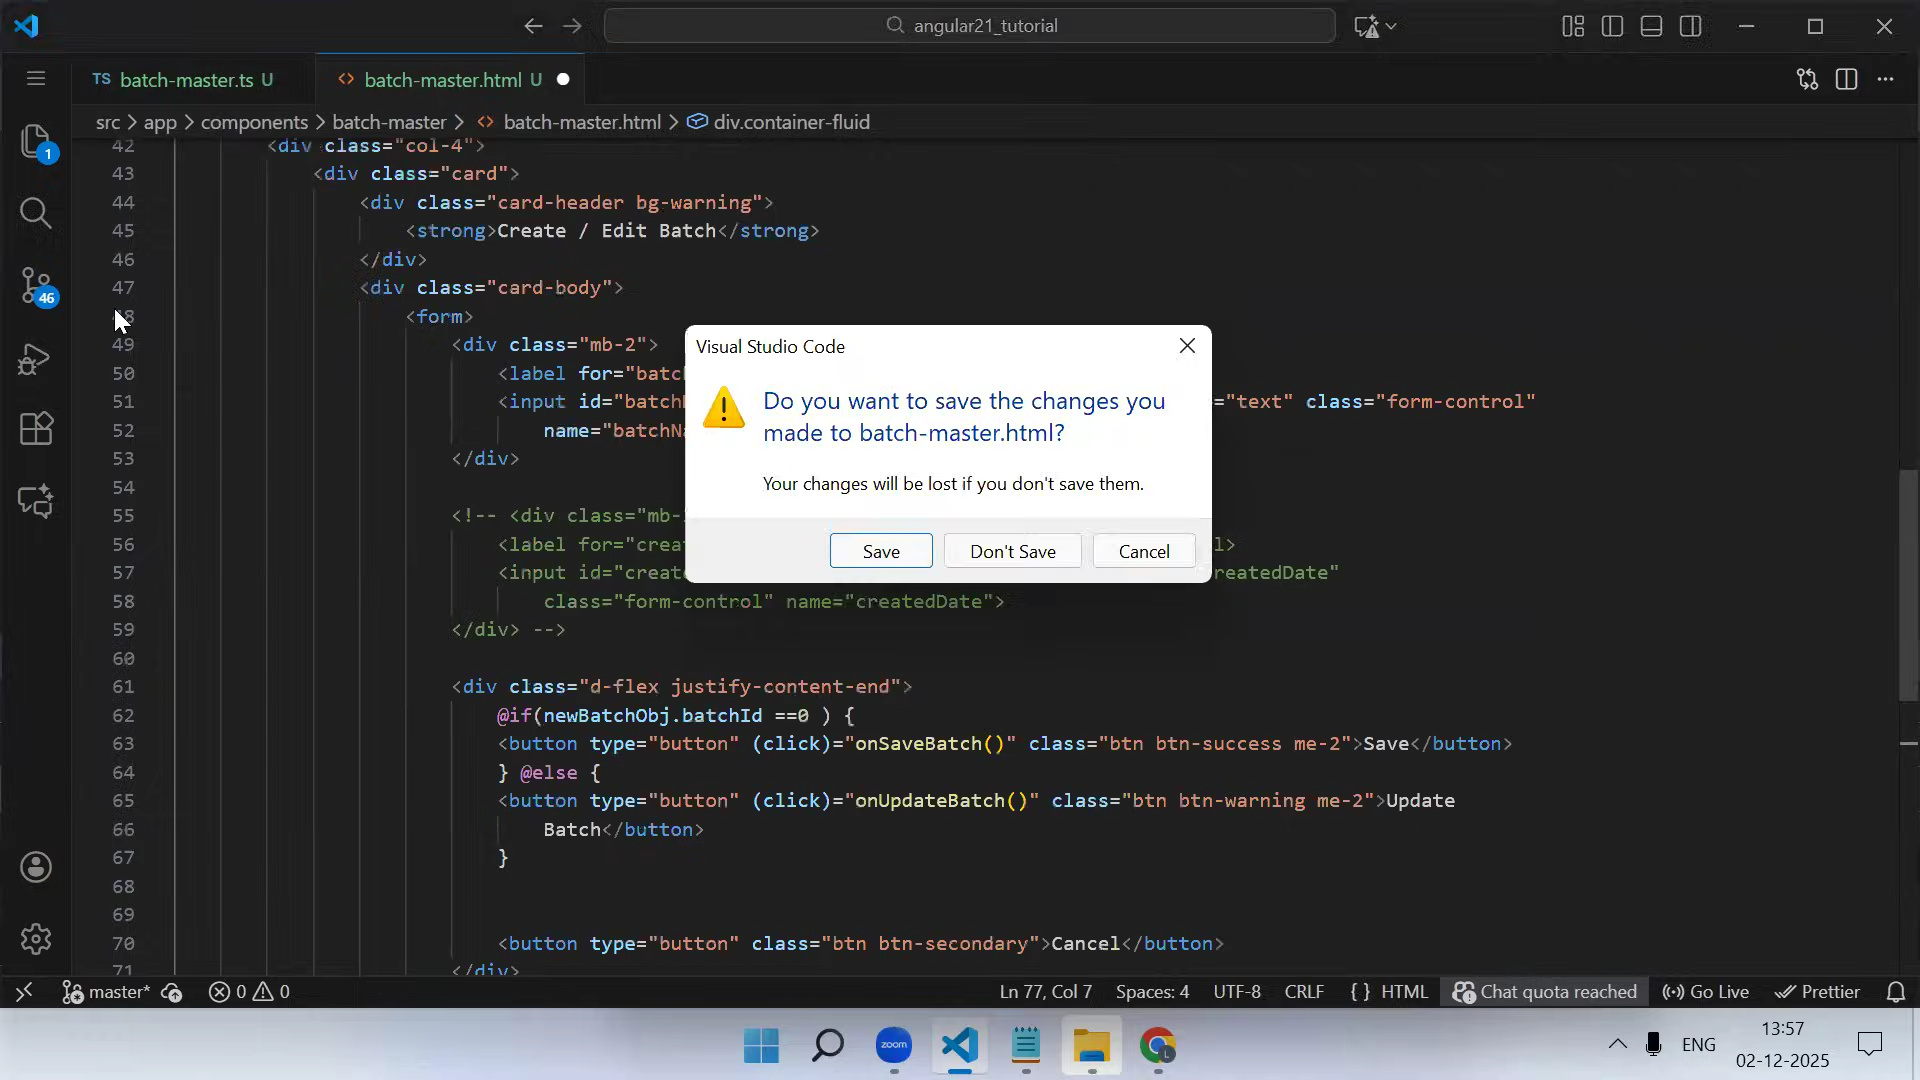 angular21_tutorial
TS batch-master.ts U
<> batch-master.html U
src > app > components > batch-master > <> batch-master.html > div.container-fluid
42 <div class="col-4">
43 <div class="card">
44 <div class="card-header bg-warning">
45 <strong>Create / Edit Batch</strong>
46 </div>
47 <div class="card-body">
48 <form>
49 <div class="mb-2">
50 <label for="batc
51 <input id="batch ="text" class="form-control"
52 name="batchNa
53 </div>
54
55 <!-- <div class="mb-
56 <label for="crea l>
57 <input id="create reatedDate"
58 class="form-control" name="createdDate">
59 </div> -->
60
61 <div class="d-flex justify-content-end">
62 @if(newBatchObj.batchId ==0 ) {
63 <button type="button" (click)="onSaveBatch()" class="btn btn-success me-2">Save</button>
64 } @else {
65 <button type="button" (click)="onUpdateBatch()" class="btn btn-warning me-2">Update
66 Batch</button>
67 }
68
69
70 <button type="button" class="btn btn-secondary">Cancel</button>
71 </div>
Visual Studio Code
Do you want to save the changes you
made to batch-master.html?
Your changes will be lost if you don't save them.
Save
Don't Save
Cancel
1
46
master*
0 0
Ln 77, Col 7
Spaces: 4
UTF-8
CRLF
{ } HTML
Chat quota reached
Go Live
Prettier
zoom
L
ENG
13:57
02-12-2025